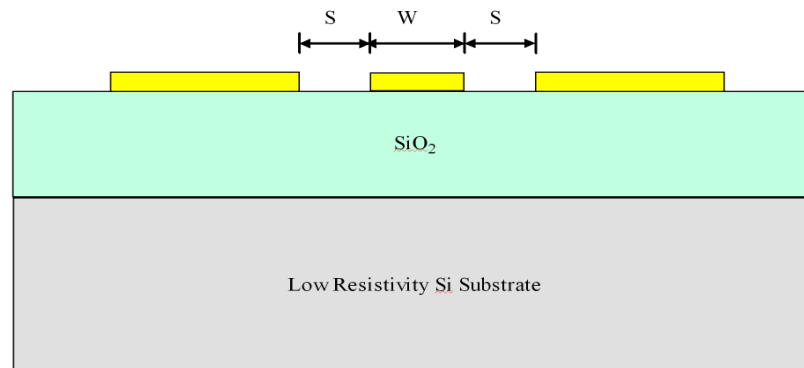 S W S
SiO₂
Low Resistivity Si Substrate